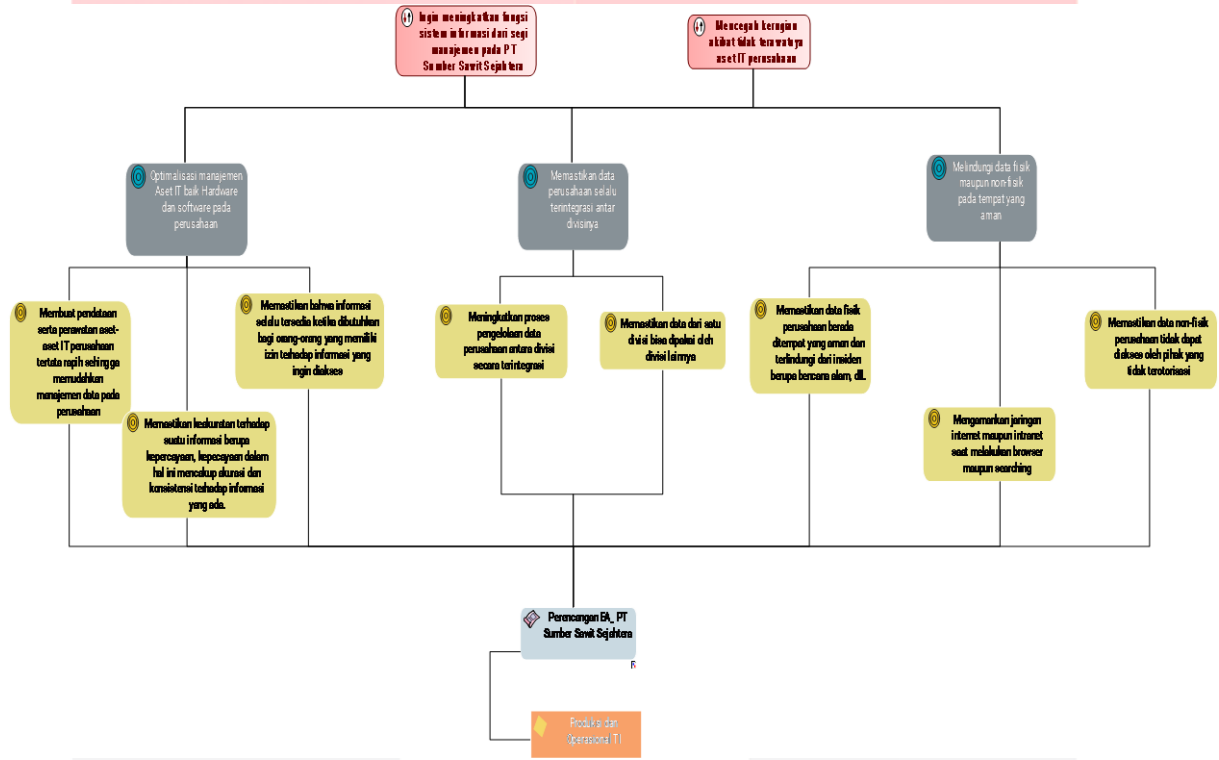 Ingin meningkatkan fungsi
sistem informasi dari segi
manajemen pada PT
Sumber Sawit Sejahtera
Mencegah kerugian
akibat tidak terawatnya
aset IT perusahaan
Optimalisasi manajemen
Aset IT baik Hardware
dan software pada
perusahaan
Memastikan data
perusahaan selalu
terintegrasi antar
divisinya
Melindungi data fisik
maupun non-fisik
pada tempat yang
aman
Membuat pendataan
serta perawatan aset-
aset IT perusahaan
tertata rapih sehingga
memudahkan
manajemen data pada
perusahaan
Memastikan keakuratan terhadap
suatu informasi berupa
kepercayaan, kepecayaan dalam
hal ini mencakup akurasi dan
konsistensi terhadap informasi
yang ada.
Memastikan bahwa informasi
selalu tersedia ketika dibutuhkan
bagi orang-orang yang memiliki
izin terhadap informasi yang
ingin diakses
Meningkatkan proses
pengelolaan data
perusahaan antara divisi
secara terintegrasi
Memastikan data dari satu
divisi bisa dipakai oleh
divisi lainnya
Memastikan data fisik
perusahaan berada
ditempat yang aman dan
terlindungi dari insiden
berupa bencana alam, dll.
Mengamankan jaringan
internet maupun intranet
saat melakukan browser
maupun searching
Memastikan data non-fisik
perusahaan tidak dapat
diakses oleh pihak yang
tidak terotorisasi
Perencangan EA_ PT
Sumber Sawit Sejahtera
Produksi dan
Operasional TI